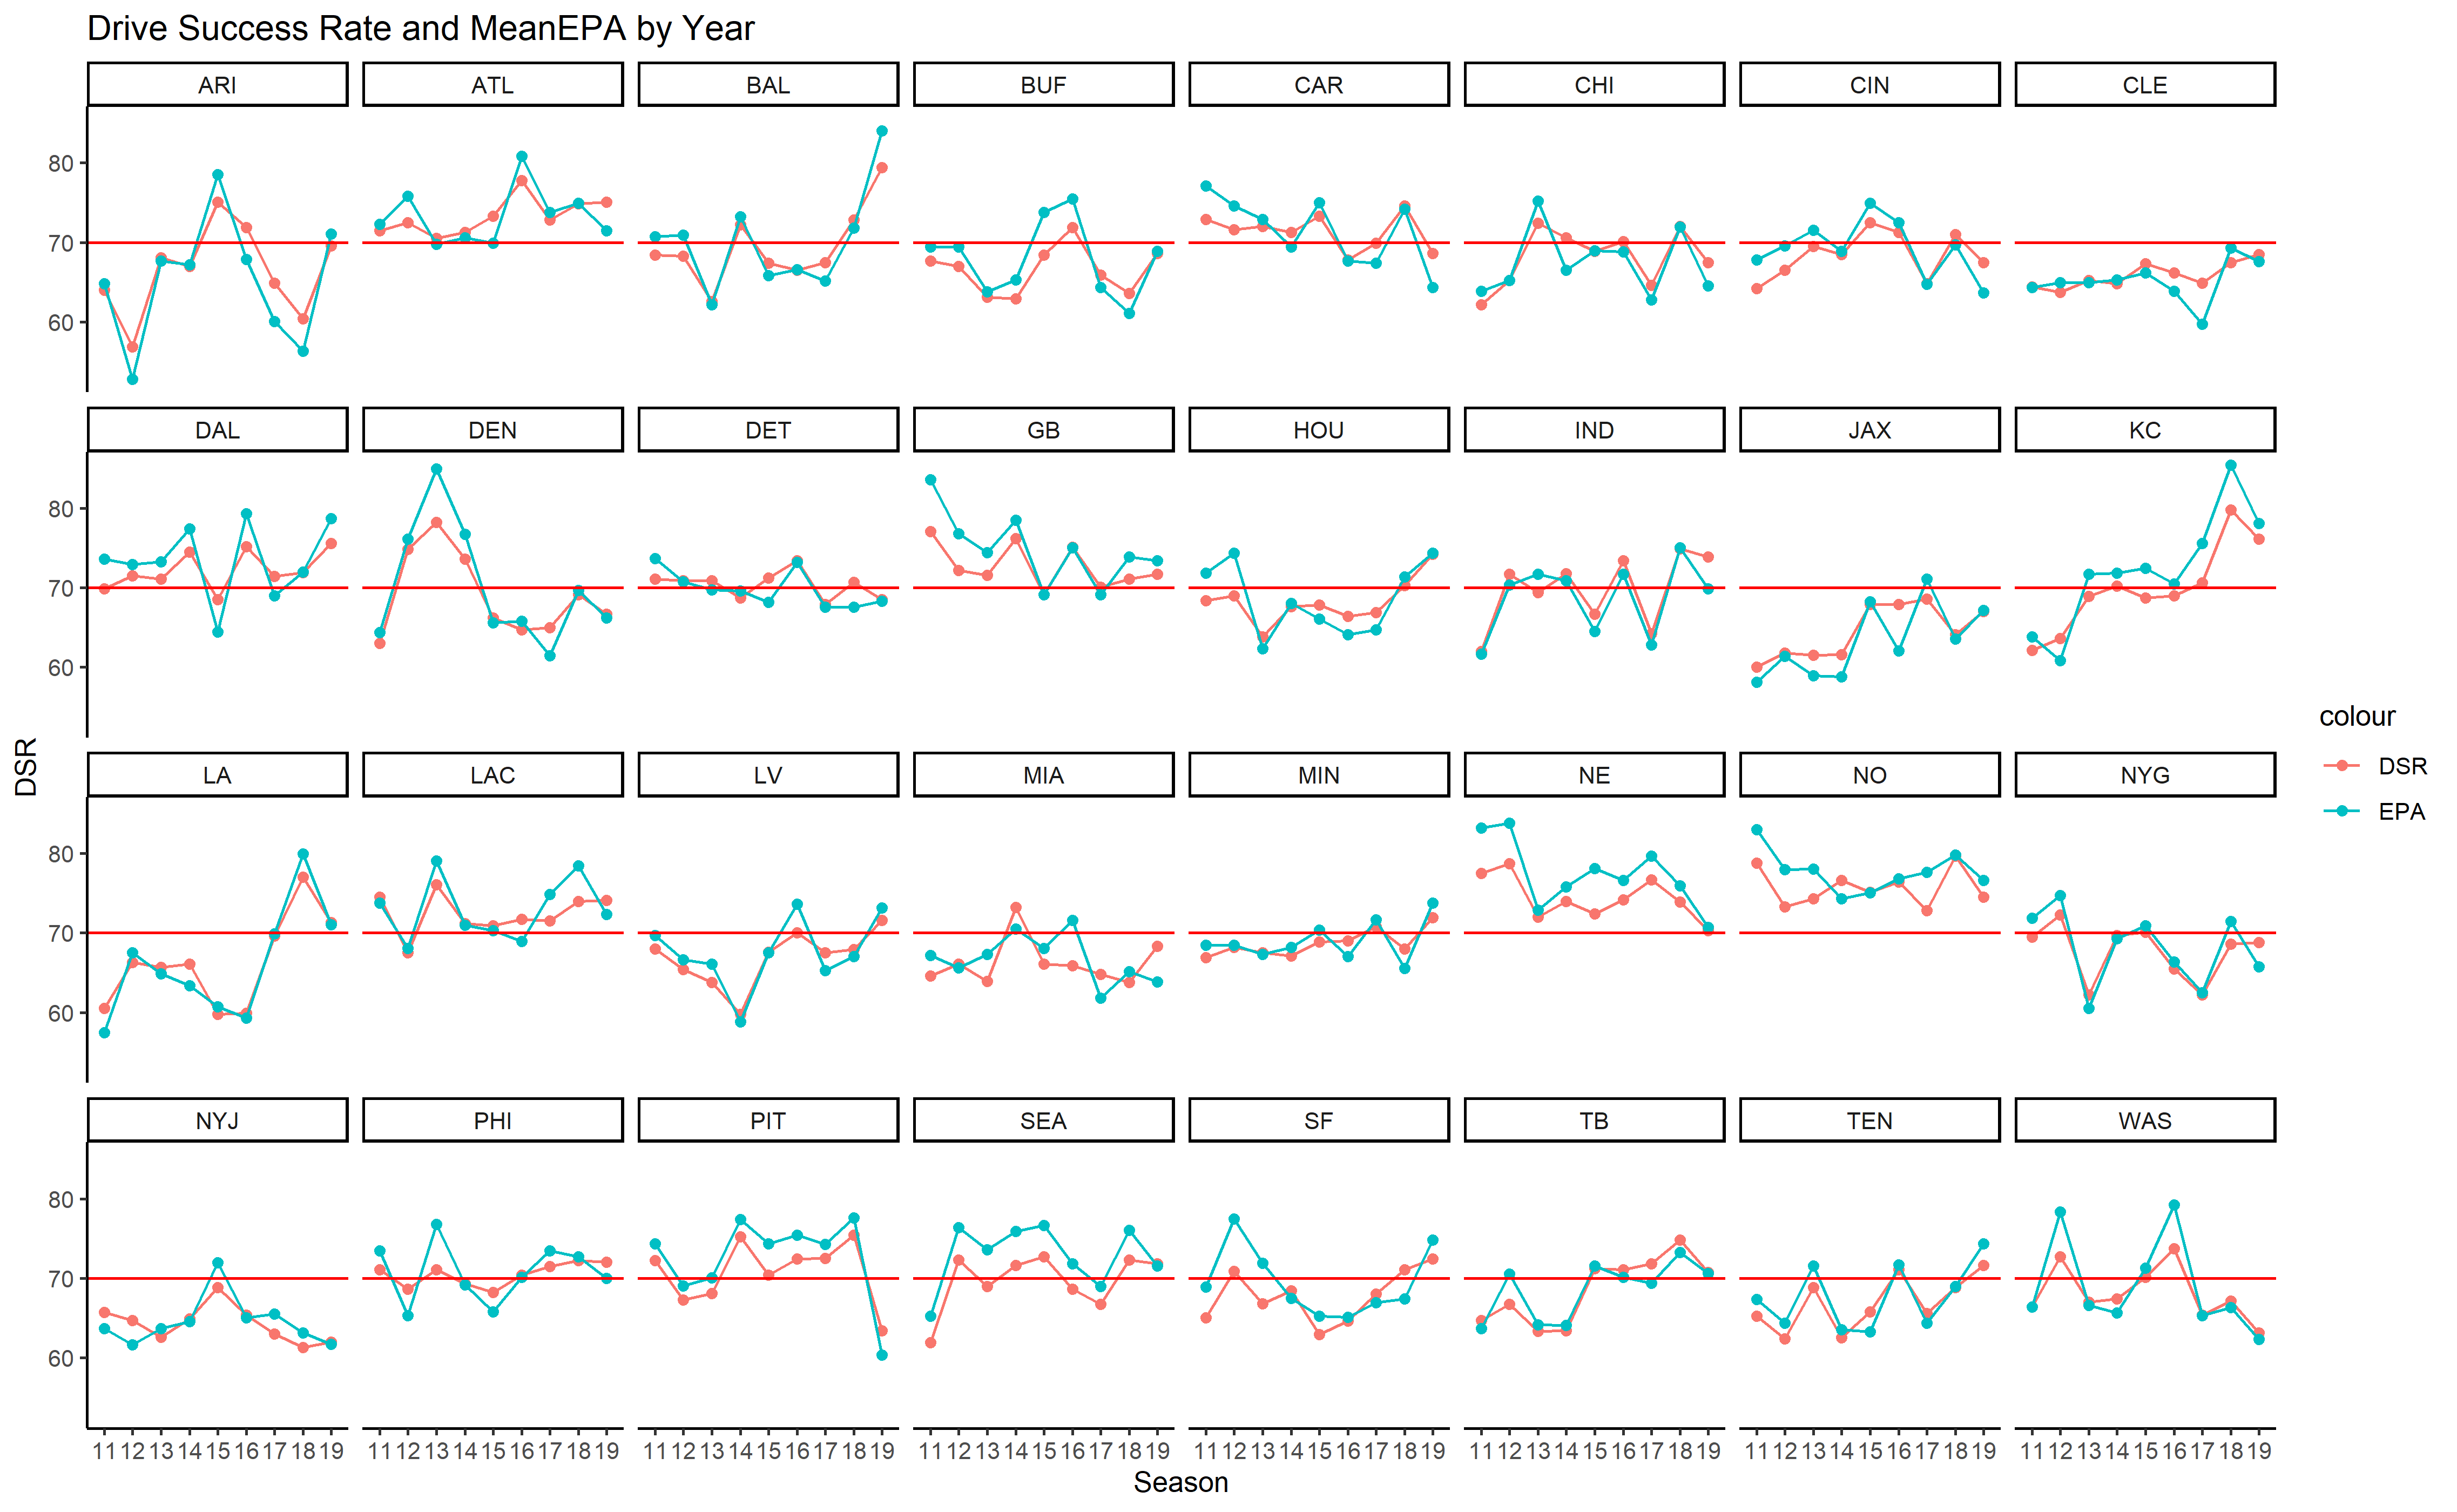 Drive Success Rate and MeanEPA by Year
ARI ATL BAL BUF CAR CHI CIN CLE
80
70
60
DAL DEN DET GB HOU IND JAX KC
80
70
60
LA LAC LV MIA MIN NE NO NYG
80
70
60
NYJ PHI PIT SEA SF TB TEN WAS
80
70
60
11 12 13 14 15 16 17 18 19 11 12 13 14 15 16 17 18 19 11 12 13 14 15 16 17 18 19 11 12 13 14 15 16 17 18 19 11 12 13 14 15 16 17 18 19 11 12 13 14 15 16 17 18 19 11 12 13 14 15 16 17 18 19 11 12 13 14 15 16 17 18 19
Season
DSR
colour
DSR
EPA